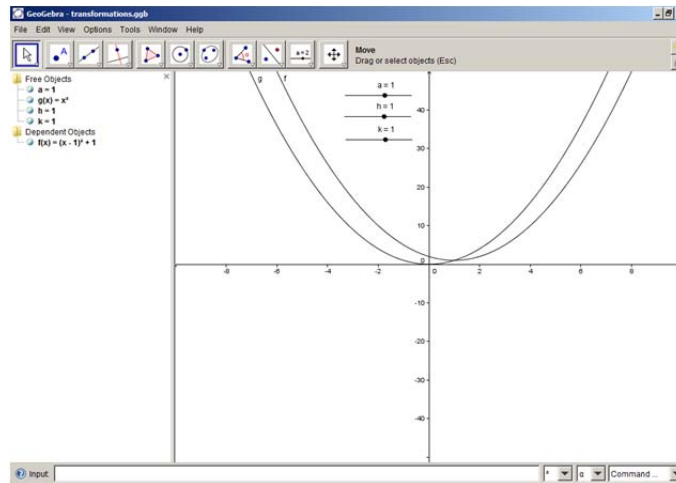 GeoGebra - transformations.ggb
File Edit View Options Tools Window Help
A
a=2
Move
Drag or select objects (Esc)
Free Objects
a = 1
g(x) = x²
h = 1
k = 1
Dependent Objects
f(x) = (x - 1)² + 1
g f
a = 1
h = 1
k = 1
40
30
20
10
0
-8 -6 -4 -2 0 2 4 6 8
-10
-20
-30
-40
Input:
² α Command ...